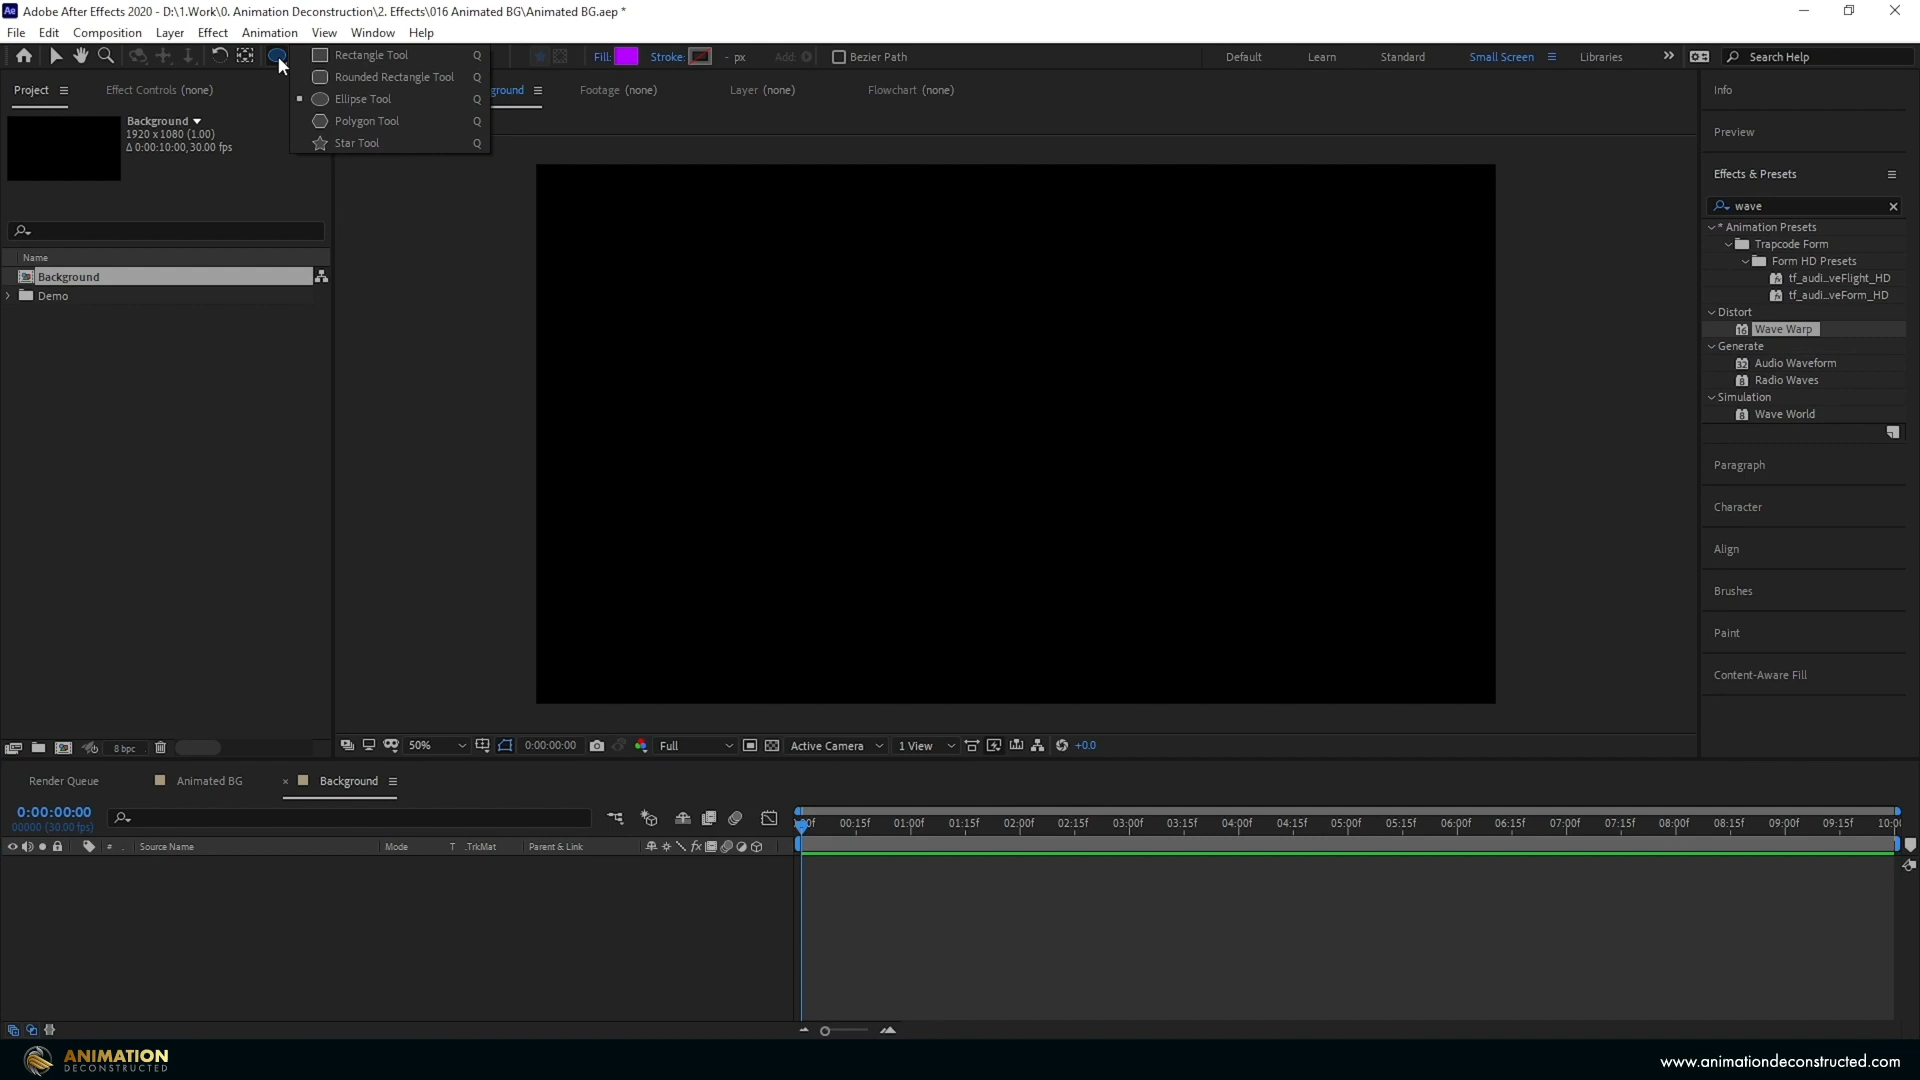 Adobe After Effects 2020 - D:\1.Work\0. Animation Deconstruction\2. Effects\016 Animated BG\Animated BG.aep *
File Edit Composition Layer Effect Animation View Window Help
Fill: Stroke: - px Add: Bezier Path Default Learn Standard Small Screen Libraries Search Help
Rectangle Tool Q
Rounded Rectangle Tool Q
Ellipse Tool Q
Polygon Tool Q
Star Tool Q
Project Effect Controls (none) ground Footage (none) Layer (none) Flowchart (none)
Background
1920 x 1080 (1.00)
Δ 0:00:10:00, 30.00 fps
Name
Background
Demo
Info
Preview
Effects & Presets
wave
* Animation Presets
Trapcode Form
Form HD Presets
tf_audi...veFlight_HD
tf_audi...veForm_HD
Distort
Wave Warp
Generate
Audio Waveform
Radio Waves
Simulation
Wave World
Paragraph
Character
Align
Brushes
Paint
Content-Aware Fill
8 bpc 50% 0:00:00:00 Full Active Camera 1 View +0.0
Render Queue Animated BG × Background
0:00:00:00
00000 (30.00 fps)
00:15f 01:00f 01:15f 02:00f 02:15f 03:00f 03:15f 04:00f 04:15f 05:00f 05:15f 06:00f 06:15f 07:00f 07:15f 08:00f 08:15f 09:00f 09:15f 10:0
# . Source Name Mode T .TrkMat Parent & Link
ANIMATION
DECONSTRUCTED
www.animationdeconstructed.com